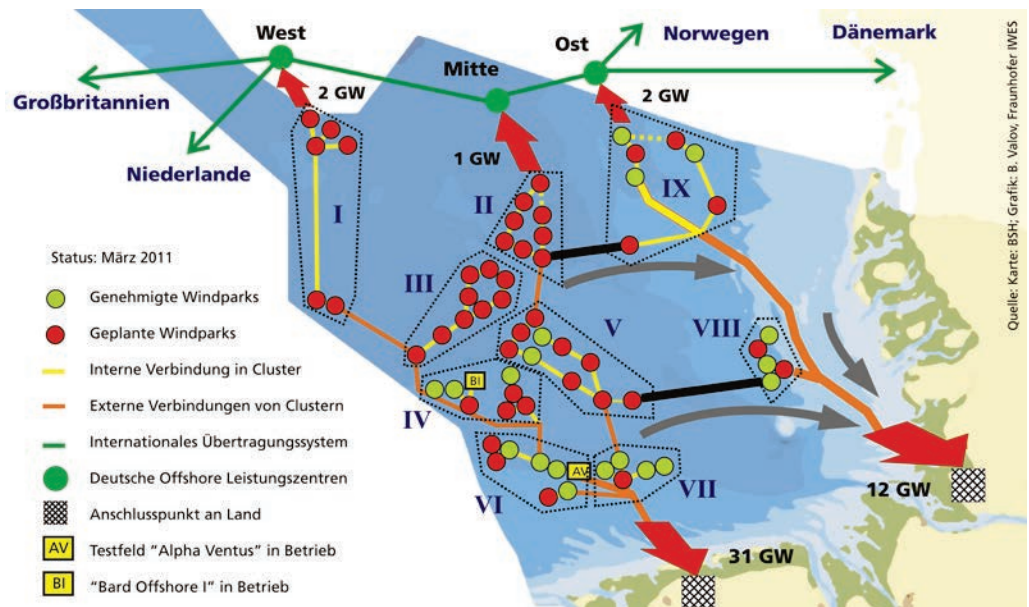 West
Ost
Norwegen
Dänemark
Mitte
Großbritannien
2 GW
2 GW
Niederlande
1 GW
I
II
IX
III
V
VIII
IV
BI
VI
AV
VII
12 GW
31 GW
Status: März 2011
Genehmigte Windparks
Geplante Windparks
Interne Verbindung in Cluster
Externe Verbindungen von Clustern
Internationales Übertragungssystem
Deutsche Offshore Leistungszentren
Anschlusspunkt an Land
AV Testfeld "Alpha Ventus" in Betrieb
BI "Bard Offshore I" in Betrieb
Quelle: Karte: BSH; Grafik: B. Valov, Fraunhofer IWES